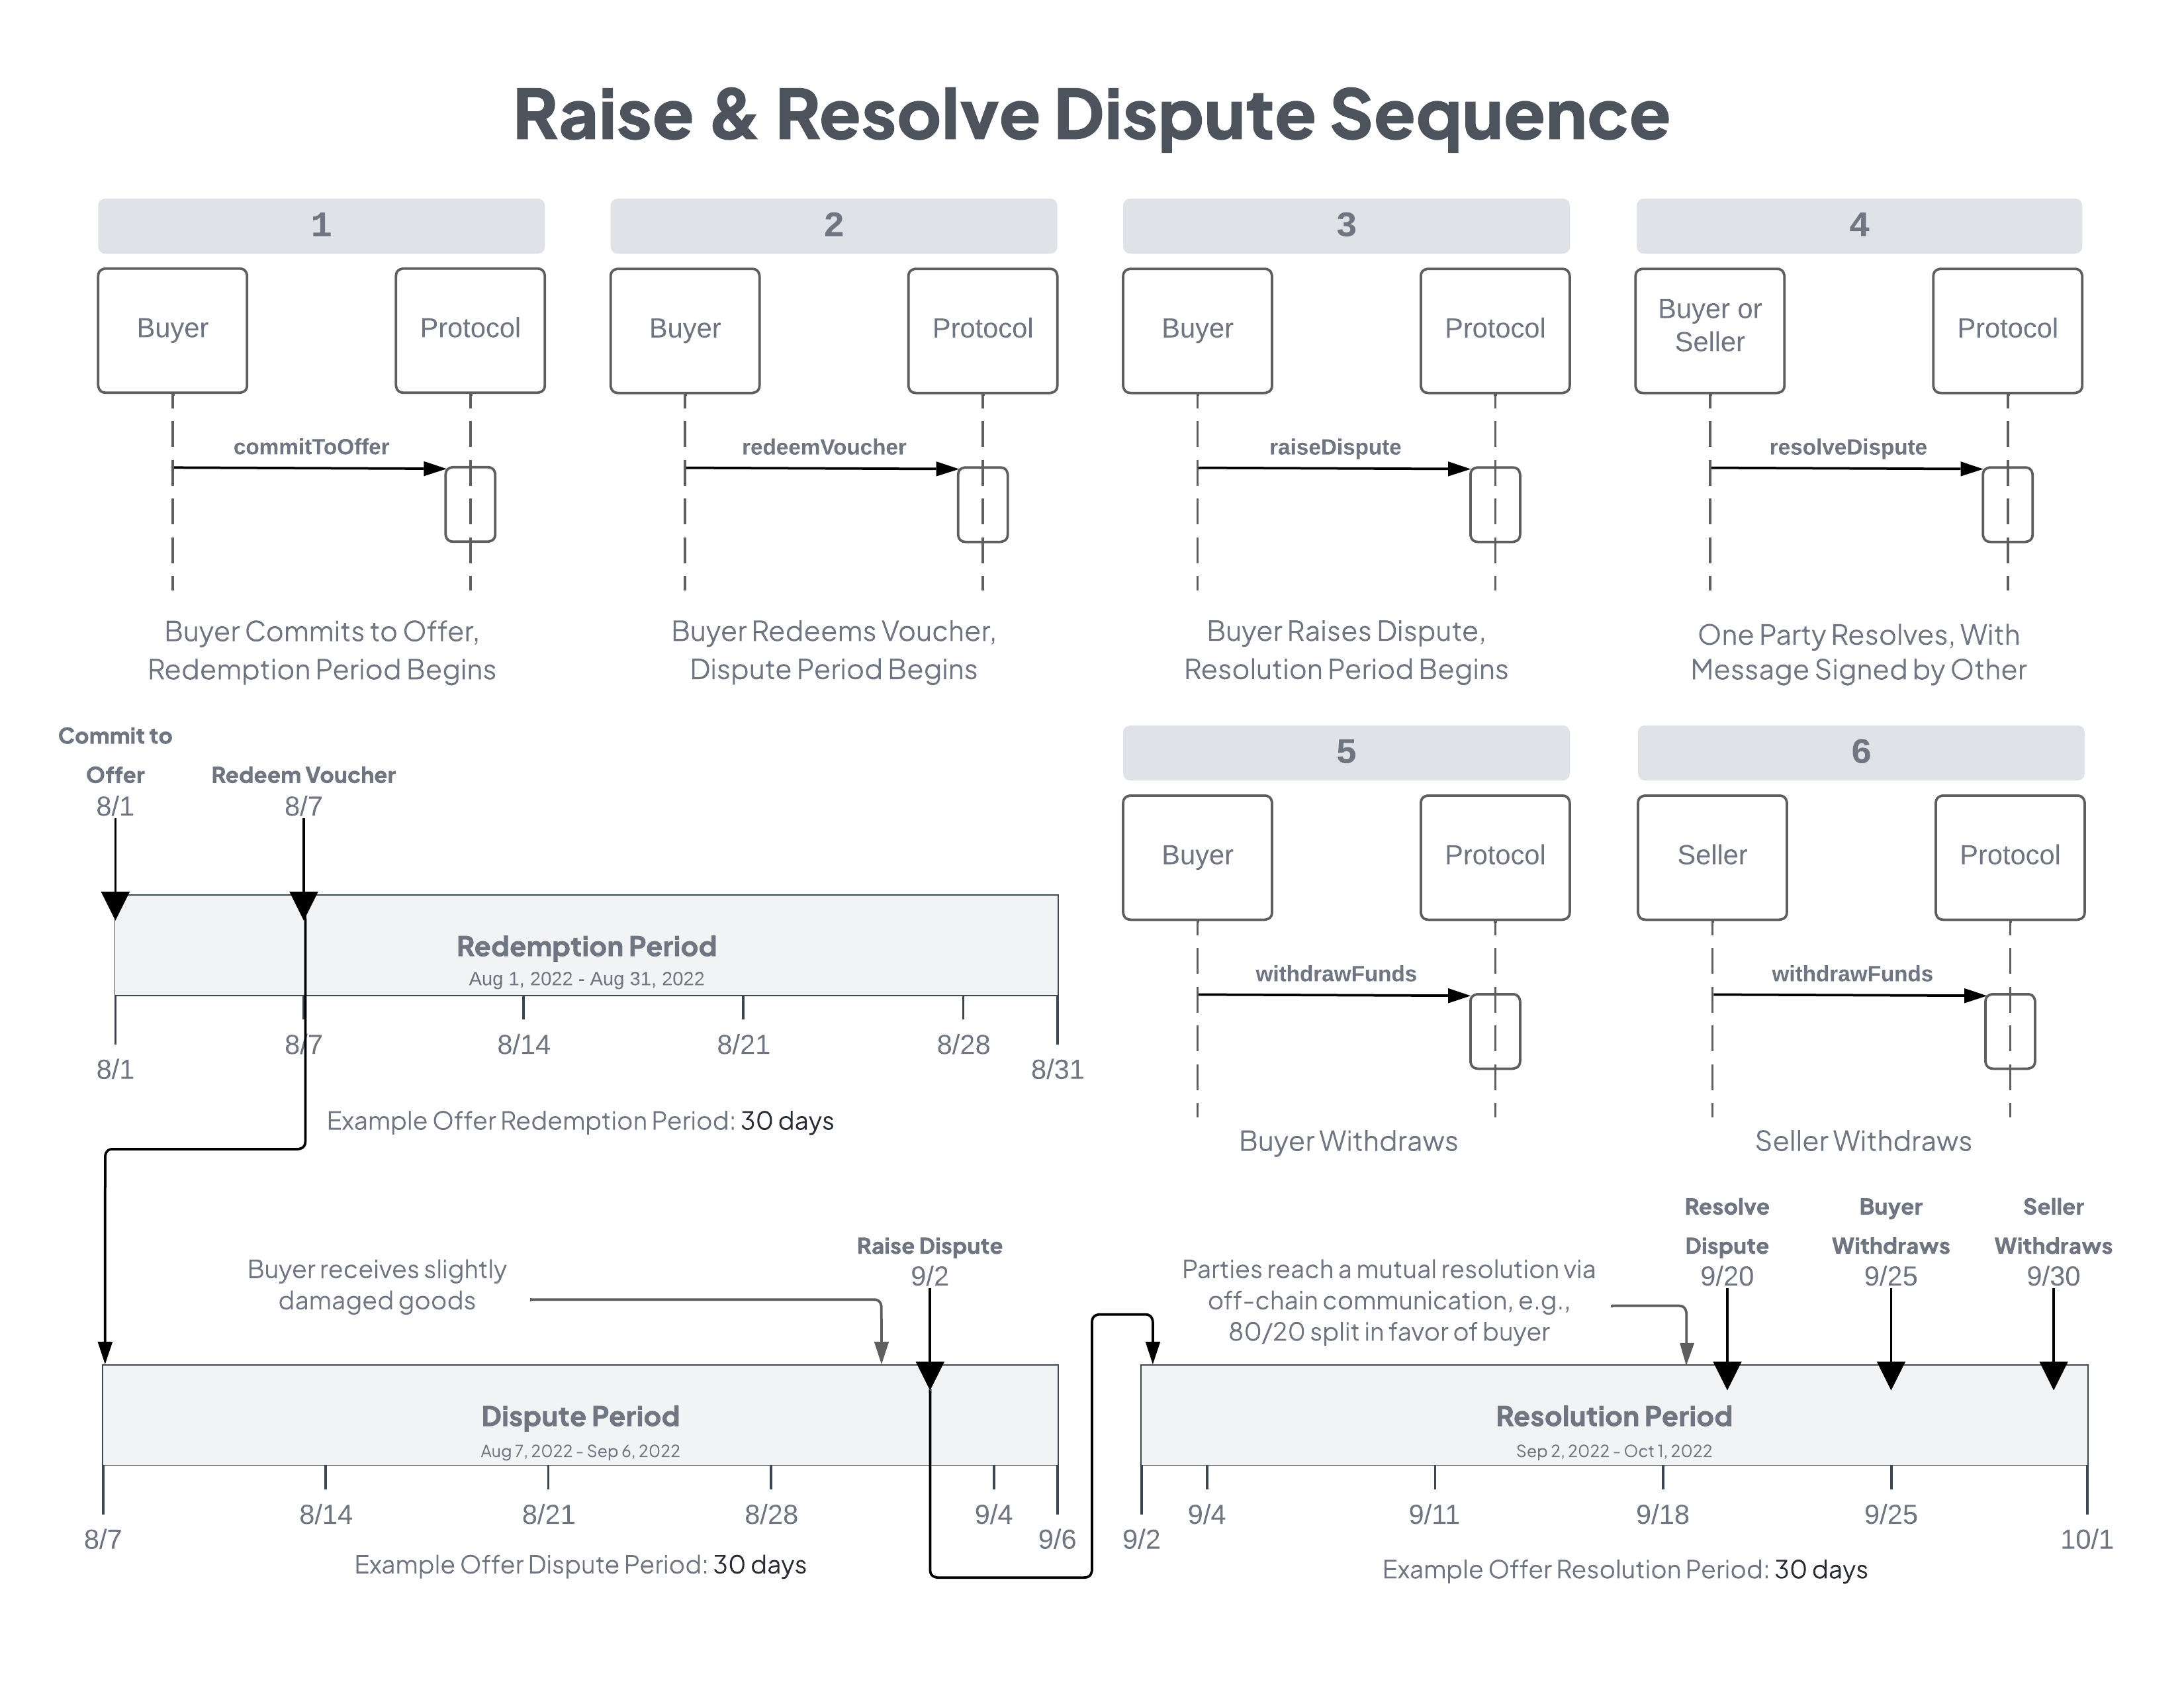 Raise & Resolve Dispute Sequence
1
Buyer
Protocol
commitToOffer
Buyer Commits to Offer,
Redemption Period Begins
2
Buyer
Protocol
redeemVoucher
Buyer Redeems Voucher,
Dispute Period Begins
3
Buyer
Protocol
raiseDispute
Buyer Raises Dispute,
Resolution Period Begins
4
Buyer or
Seller
Protocol
resolveDispute
One Party Resolves, With
Message Signed by Other
Commit to
Offer
8/1
Redeem Voucher
8/7
Redemption Period
Aug 1, 2022 - Aug 31, 2022
8/1
8/7
8/14
8/21
8/28
8/31
Example Offer Redemption Period: 30 days
5
Buyer
Protocol
withdrawFunds
Buyer Withdraws
6
Seller
Protocol
withdrawFunds
Seller Withdraws
Buyer receives slightly
damaged goods
Raise Dispute
9/2
Dispute Period
Aug 7, 2022 - Sep 6, 2022
8/7
8/14
8/21
8/28
9/4
9/6
Example Offer Dispute Period: 30 days
Parties reach a mutual resolution via
off-chain communication, e.g.,
80/20 split in favor of buyer
Resolve
Dispute
9/20
Buyer
Withdraws
9/25
Seller
Withdraws
9/30
Resolution Period
Sep 2, 2022 - Oct 1, 2022
9/2
9/4
9/11
9/18
9/25
10/1
Example Offer Resolution Period: 30 days